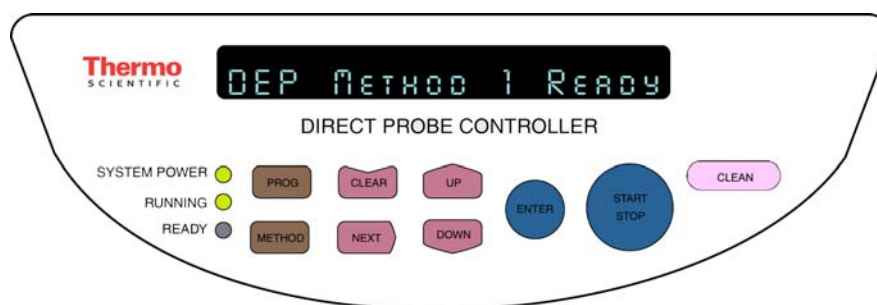 Thermo
SCIENTIFIC
DEP Method 1 Ready
DIRECT PROBE CONTROLLER
SYSTEM POWER
RUNNING
READY
PROG
CLEAR
UP
METHOD
NEXT
DOWN
ENTER
START
STOP
CLEAN